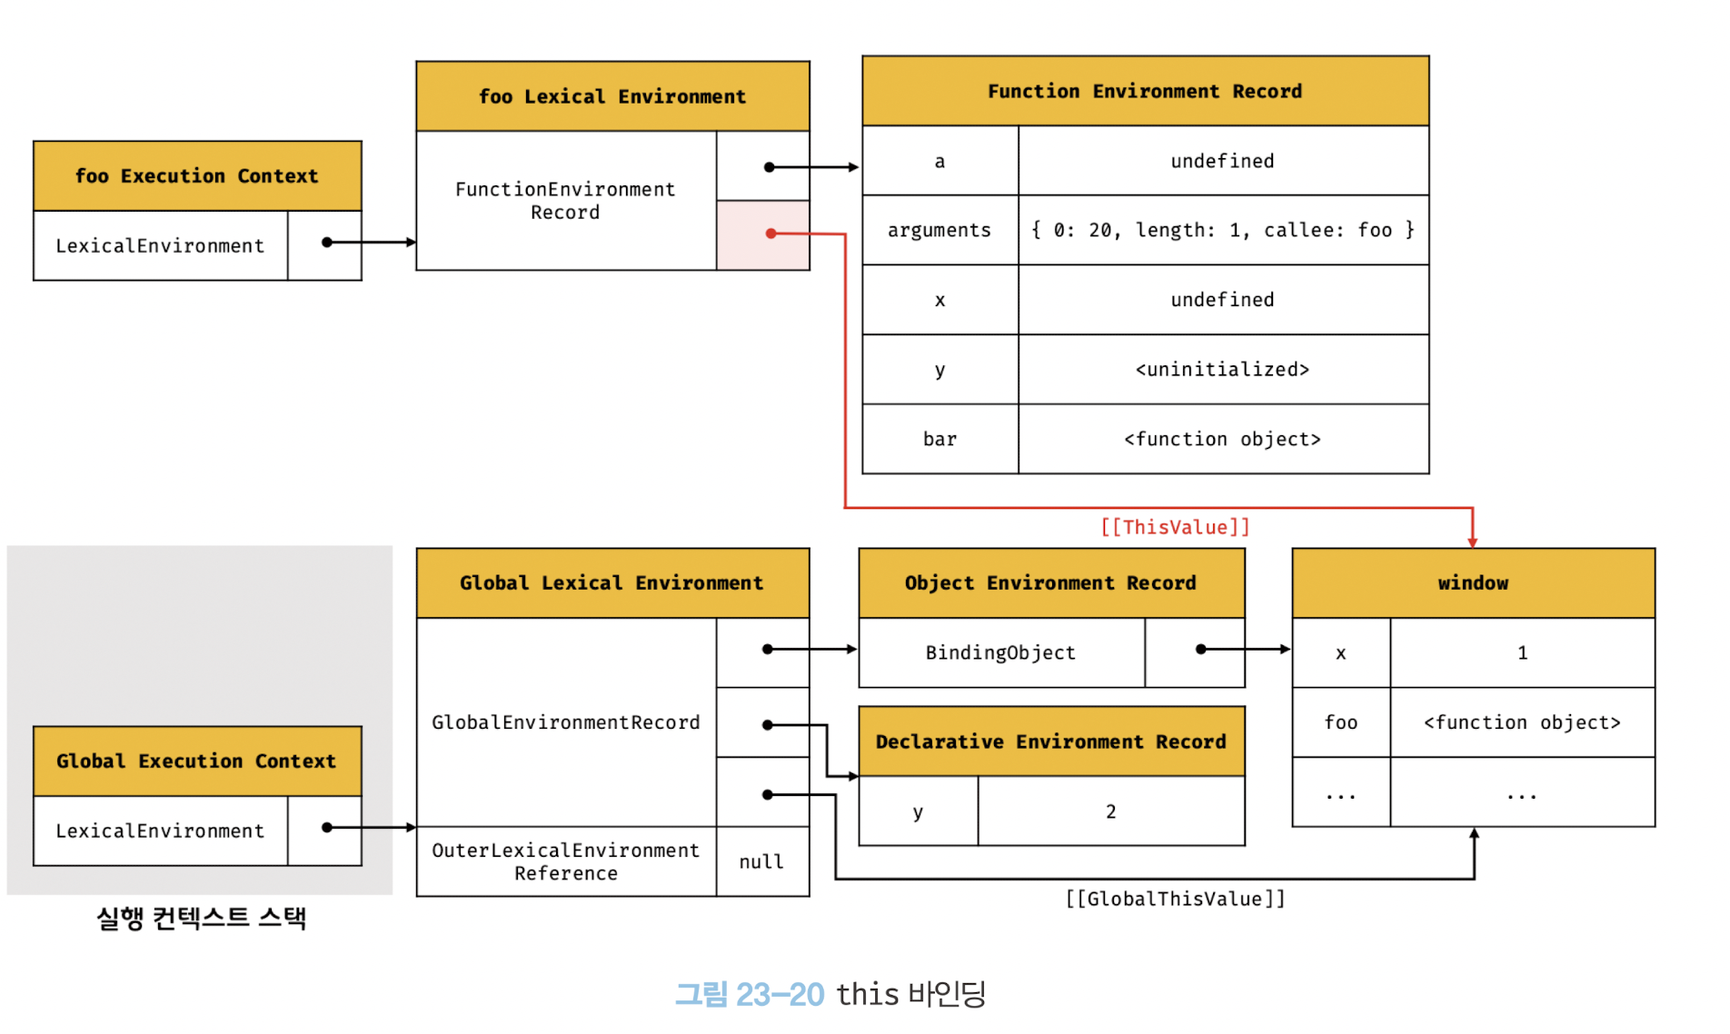 foo Execution Context
LexicalEnvironment
foo Lexical Environment
FunctionEnvironment
Record
Function Environment Record
a undefined
arguments { 0: 20, length: 1, callee: foo }
x undefined
y <uninitialized>
bar <function object>
[[ThisValue]]
Global Execution Context
LexicalEnvironment
실행 컨텍스트 스택
Global Lexical Environment
GlobalEnvironmentRecord
OuterLexicalEnvironment
Reference
null
Object Environment Record
BindingObject
Declarative Environment Record
y 2
window
x 1
foo <function object>
... ...
[[GlobalThisValue]]
그림 23-20 this 바인딩